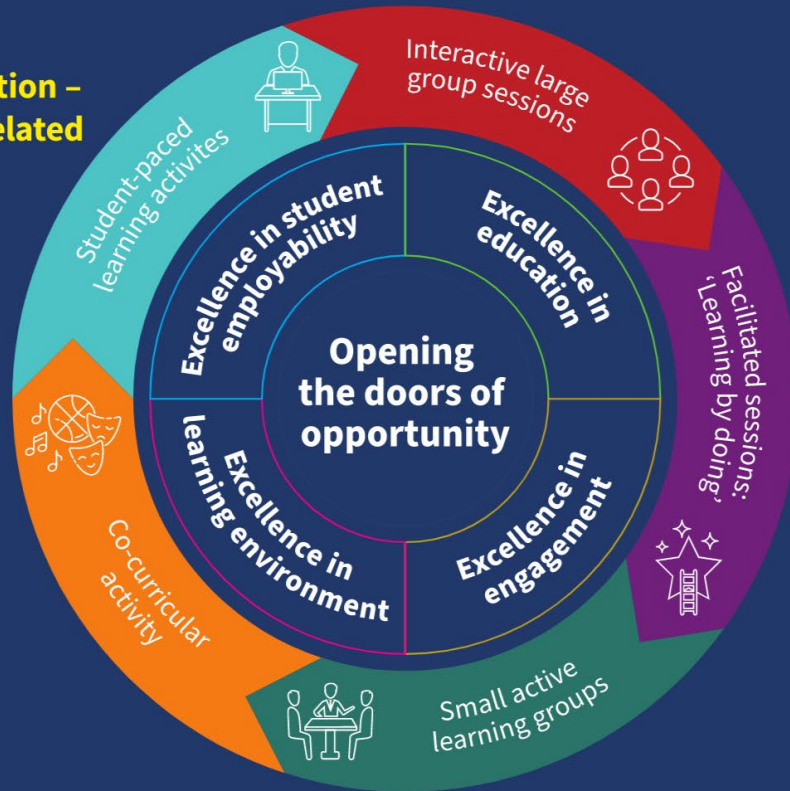 tion –
elated
Interactive large
group sessions
Facilitated sessions:
‘Learning by doing’
Small active
learning groups
Co-curricular
activity
Student-paced
learning activites
Excellence in student
employability
Excellence in
education
Excellence in
engagement
Excellence in
learning environment
Opening
the doors of
opportunity